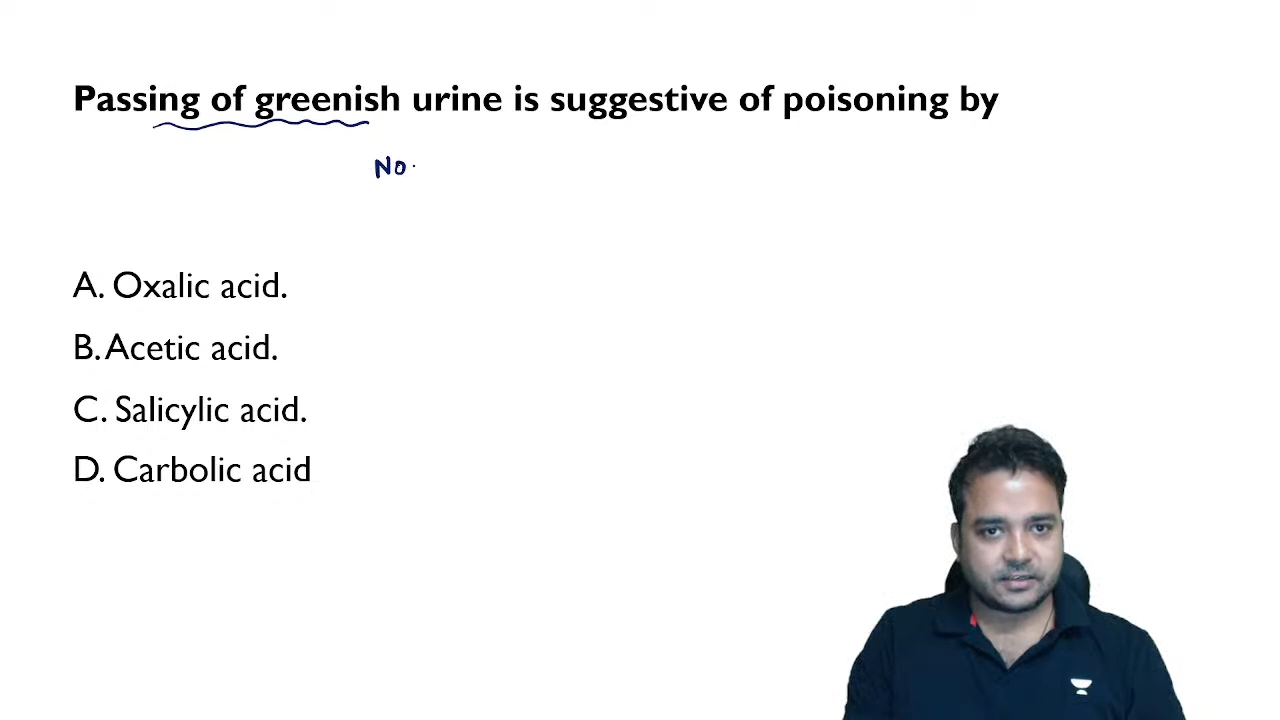 Passing of greenish urine is suggestive of poisoning by
No.
A. Oxalic acid.
B. Acetic acid.
C. Salicylic acid.
D. Carbolic acid